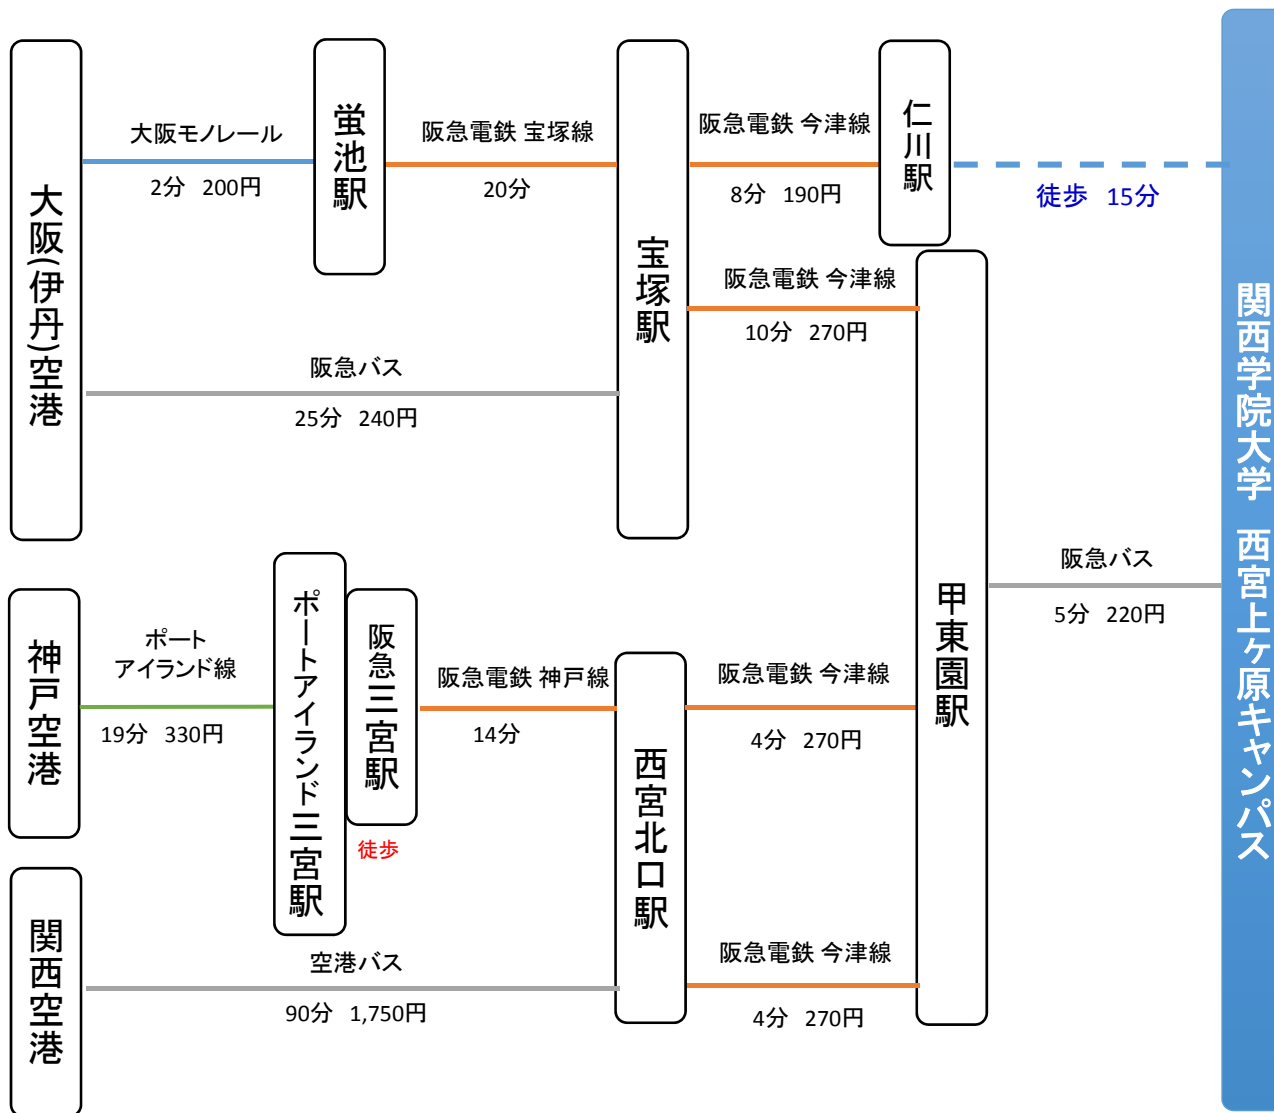 大阪(伊丹)空港
大阪モノレール
2分 200円
蛍池駅
阪急電鉄 宝塚線
20分
宝塚駅
阪急電鉄 今津線
8分 190円
仁川駅
徒歩 15分
阪急電鉄 今津線
10分 270円
阪急バス
25分 240円
神戸空港
ポート
アイランド線
19分 330円
ポートアイランド三宮駅
阪急三宮駅
徒歩
阪急電鉄 神戸線
14分
西宮北口駅
阪急電鉄 今津線
4分 270円
甲東園駅
阪急バス
5分 220円
関西空港
空港バス
90分 1,750円
阪急電鉄 今津線
4分 270円
関西学院大学 西宮上ケ原キャンパス